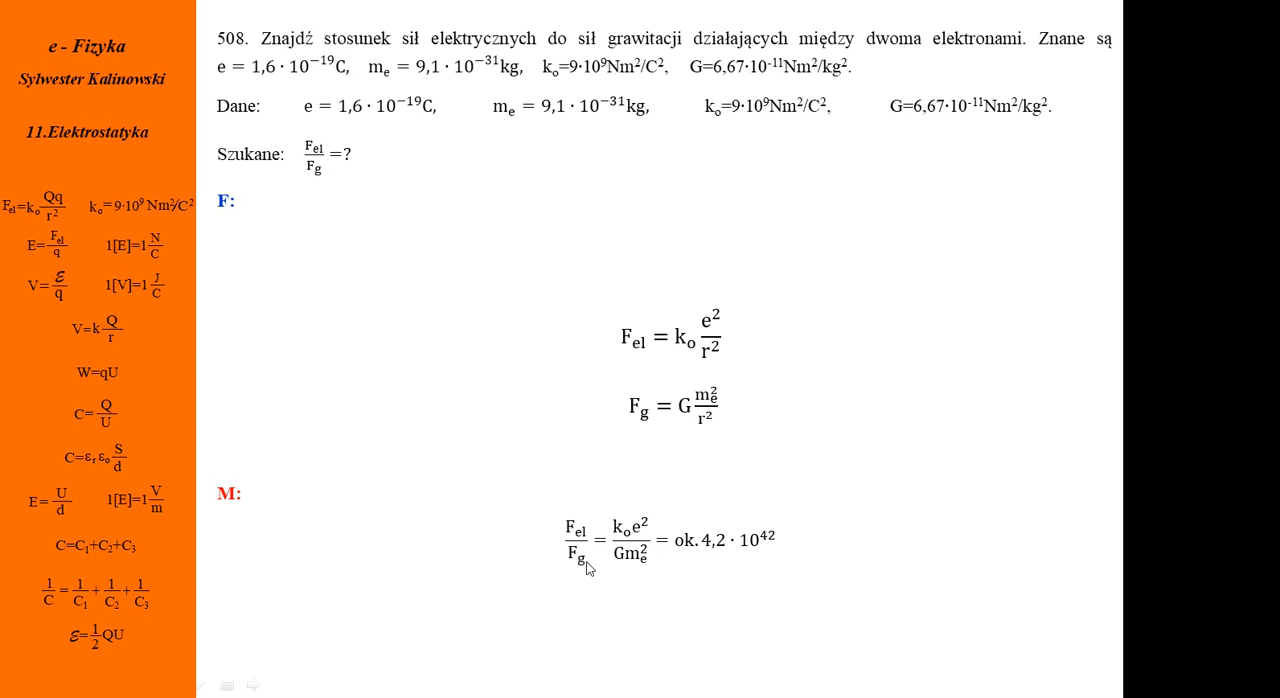 e - Fizyka
Sylwester Kalinowski
11.Elektrostatyka
F_el=k_o Qq/r² k_o=9·10⁹ Nm²/C²
E=F_el/q 1[E]=1 N/C
V=ℰ/q 1[V]=1 J/C
V=k Q/r
W=qU
C=Q/U
C=ε_r ε_o S/d
E=U/d 1[E]=1 V/m
C=C₁+C₂+C₃
1/C=1/C₁+1/C₂+1/C₃
ℰ=1/2 QU
508. Znajdź stosunek sił elektrycznych do sił grawitacji działających między dwoma elektronami. Znane są
e = 1,6 · 10⁻¹⁹C, m_e = 9,1 · 10⁻³¹kg, k_o=9·10⁹Nm²/C², G=6,67·10⁻¹¹Nm²/kg².
Dane: e = 1,6 · 10⁻¹⁹C, m_e = 9,1 · 10⁻³¹kg, k_o=9·10⁹Nm²/C², G=6,67·10⁻¹¹Nm²/kg².
Szukane: F_el/F_g =?
F:
F_el = k_o e²/r²
F_g = G m_e²/r²
M:
F_el/F_g = k_o e²/Gm_e² = ok. 4,2 · 10⁴²